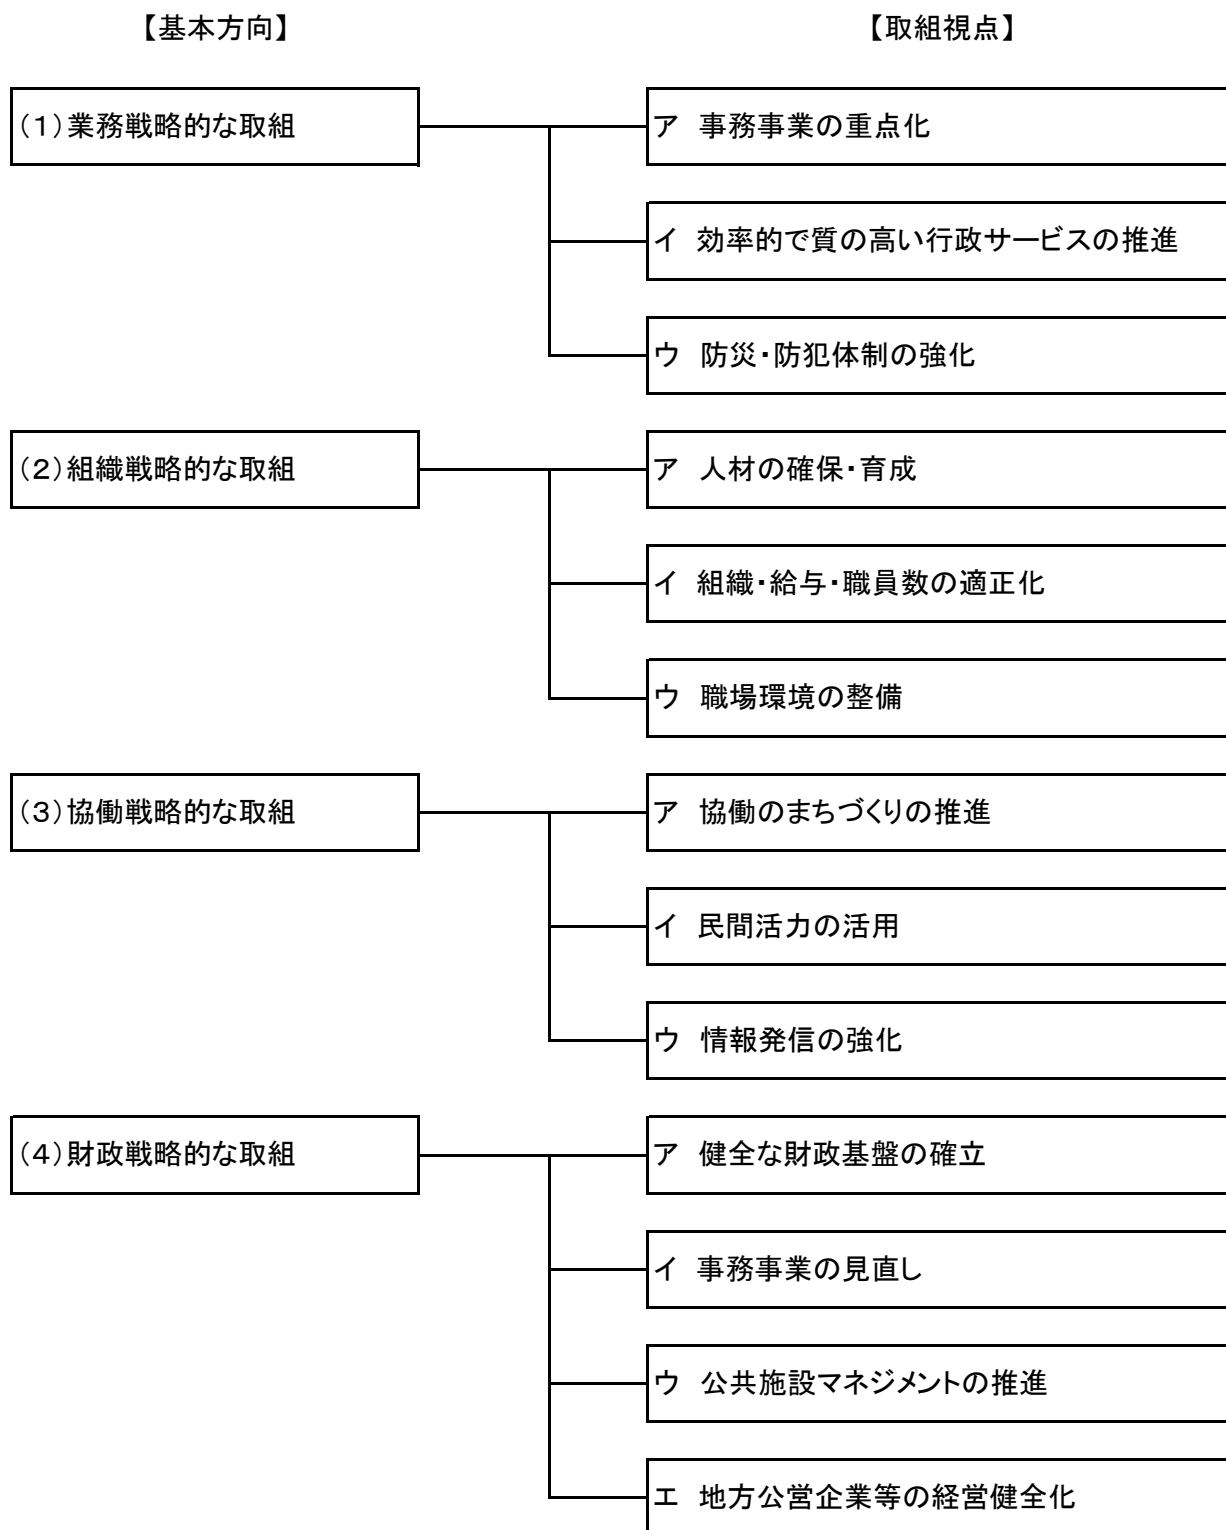 【基本方向】 【取組視点】
(1)業務戦略的な取組
ア 事務事業の重点化
イ 効率的で質の高い行政サービスの推進
ウ 防災・防犯体制の強化
(2)組織戦略的な取組
ア 人材の確保・育成
イ 組織・給与・職員数の適正化
ウ 職場環境の整備
(3)協働戦略的な取組
ア 協働のまちづくりの推進
イ 民間活力の活用
ウ 情報発信の強化
(4)財政戦略的な取組
ア 健全な財政基盤の確立
イ 事務事業の見直し
ウ 公共施設マネジメントの推進
エ 地方公営企業等の経営健全化